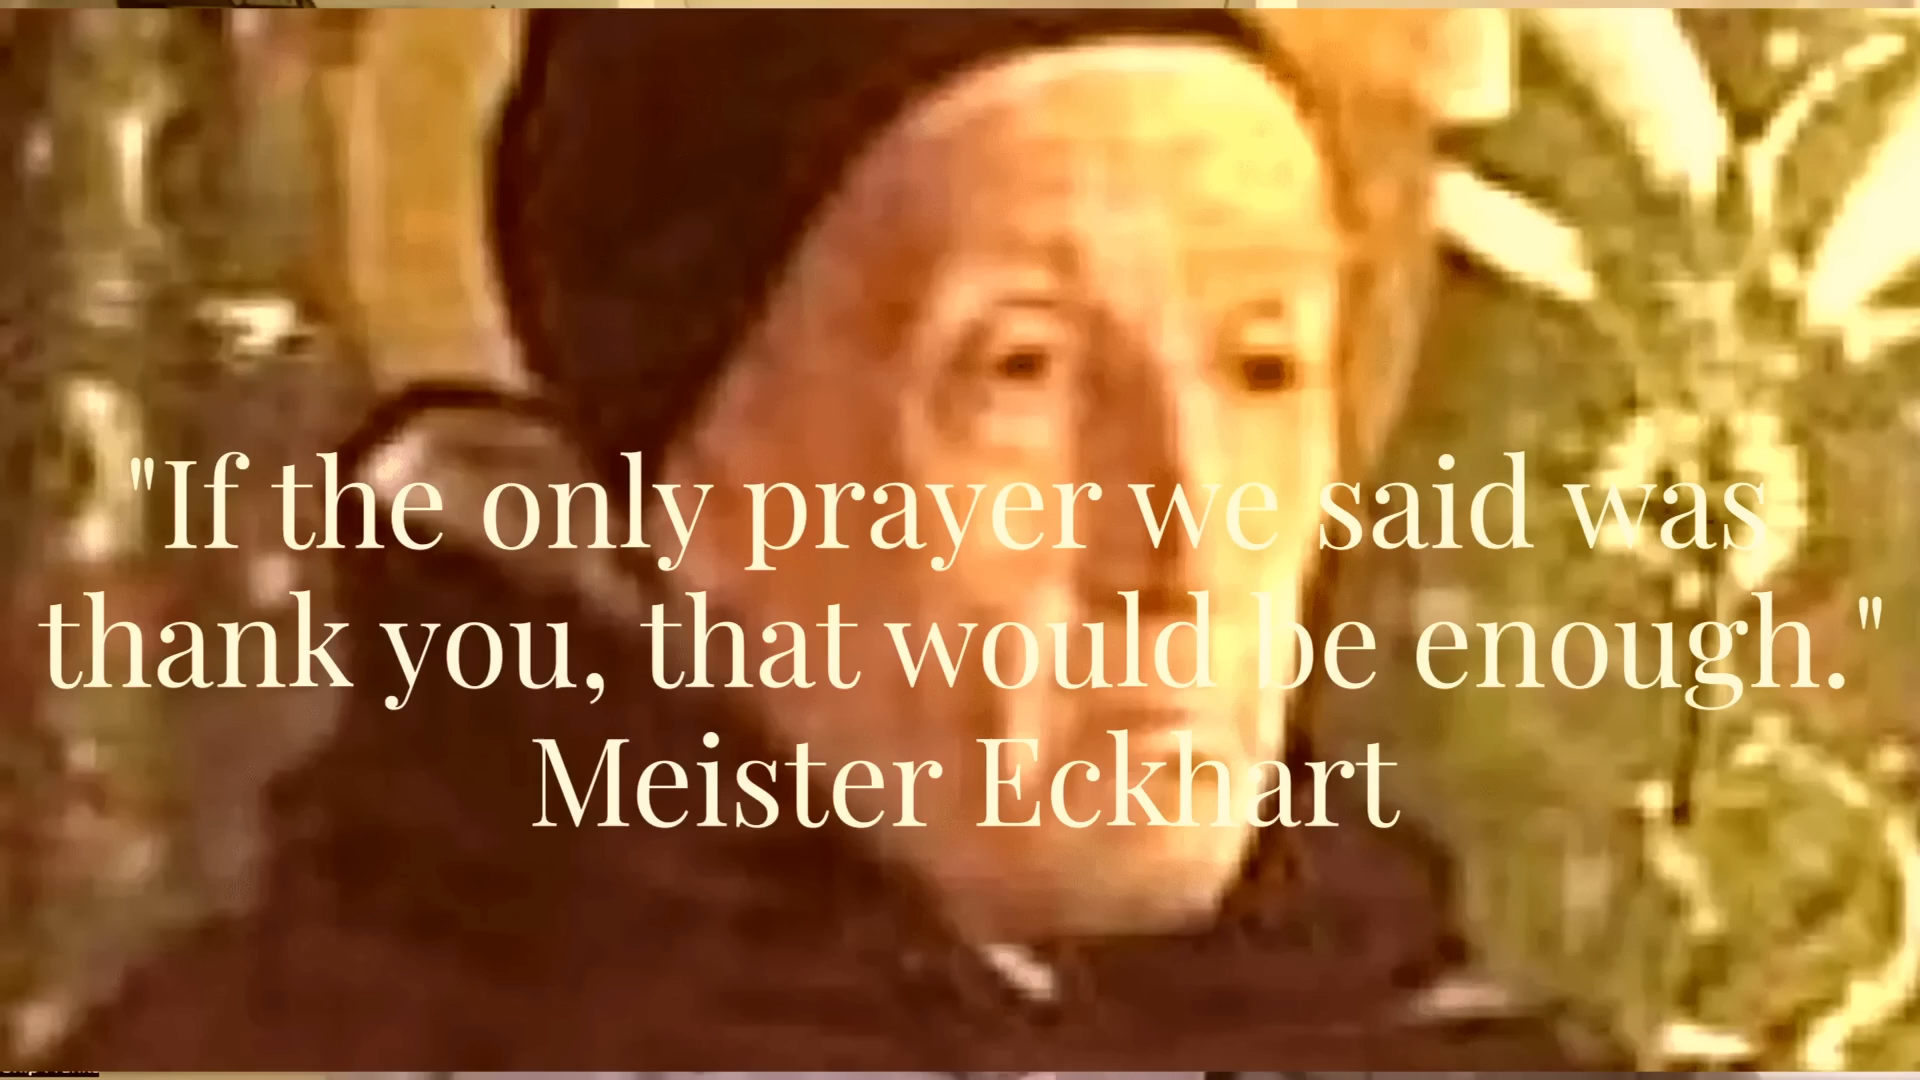 "If the only prayer we said was
thank you, that would be enough."
Meister Eckhart